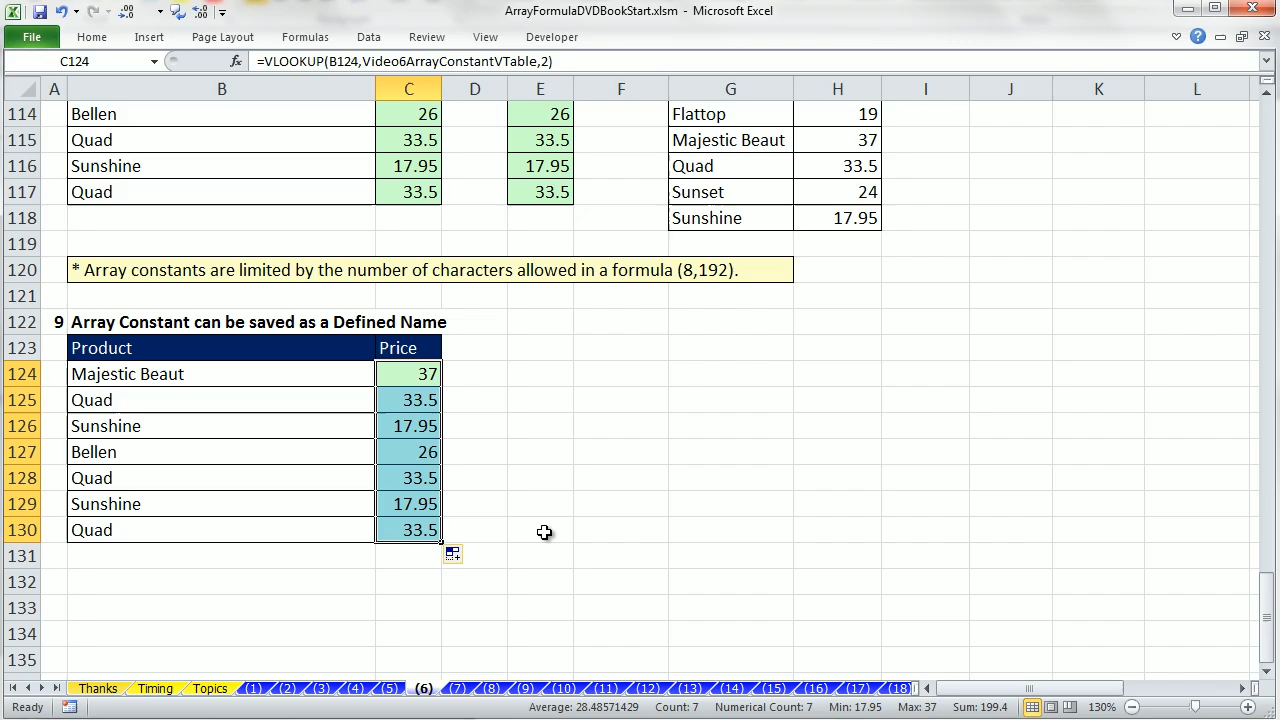 ArrayFormulaDVDBookStart.xlsm - Microsoft Excel
File Home Insert Page Layout Formulas Data Review View Developer
C124 fx =VLOOKUP(B124,Video6ArrayConstantVTable,2)
A B C D E F G H I J K L
114 Bellen 26 26 Flattop 19
115 Quad 33.5 33.5 Majestic Beaut 37
116 Sunshine 17.95 17.95 Quad 33.5
117 Quad 33.5 33.5 Sunset 24
118 Sunshine 17.95
119
120 * Array constants are limited by the number of characters allowed in a formula (8,192).
121
122 9 Array Constant can be saved as a Defined Name
123 Product Price
124 Majestic Beaut 37
125 Quad 33.5
126 Sunshine 17.95
127 Bellen 26
128 Quad 33.5
129 Sunshine 17.95
130 Quad 33.5
131
132
133
134
135
Thanks Timing Topics (1) (2) (3) (4) (5) (6) (7) (8) (9) (10) (11) (12) (13) (14) (15) (16) (17) (18
Ready Average: 28.48571429 Count: 7 Numerical Count: 7 Min: 17.95 Max: 37 Sum: 199.4 130%